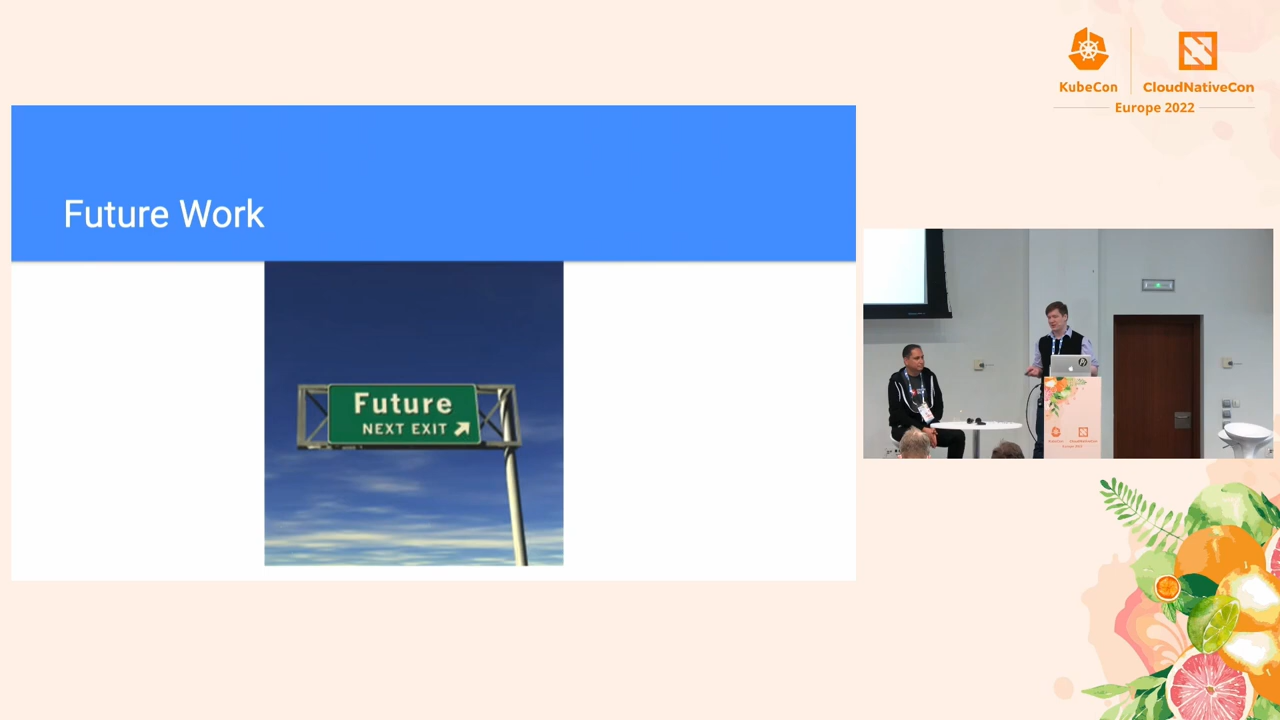 KubeCon
CloudNativeCon
Europe 2022
Future Work
Future
NEXT EXIT